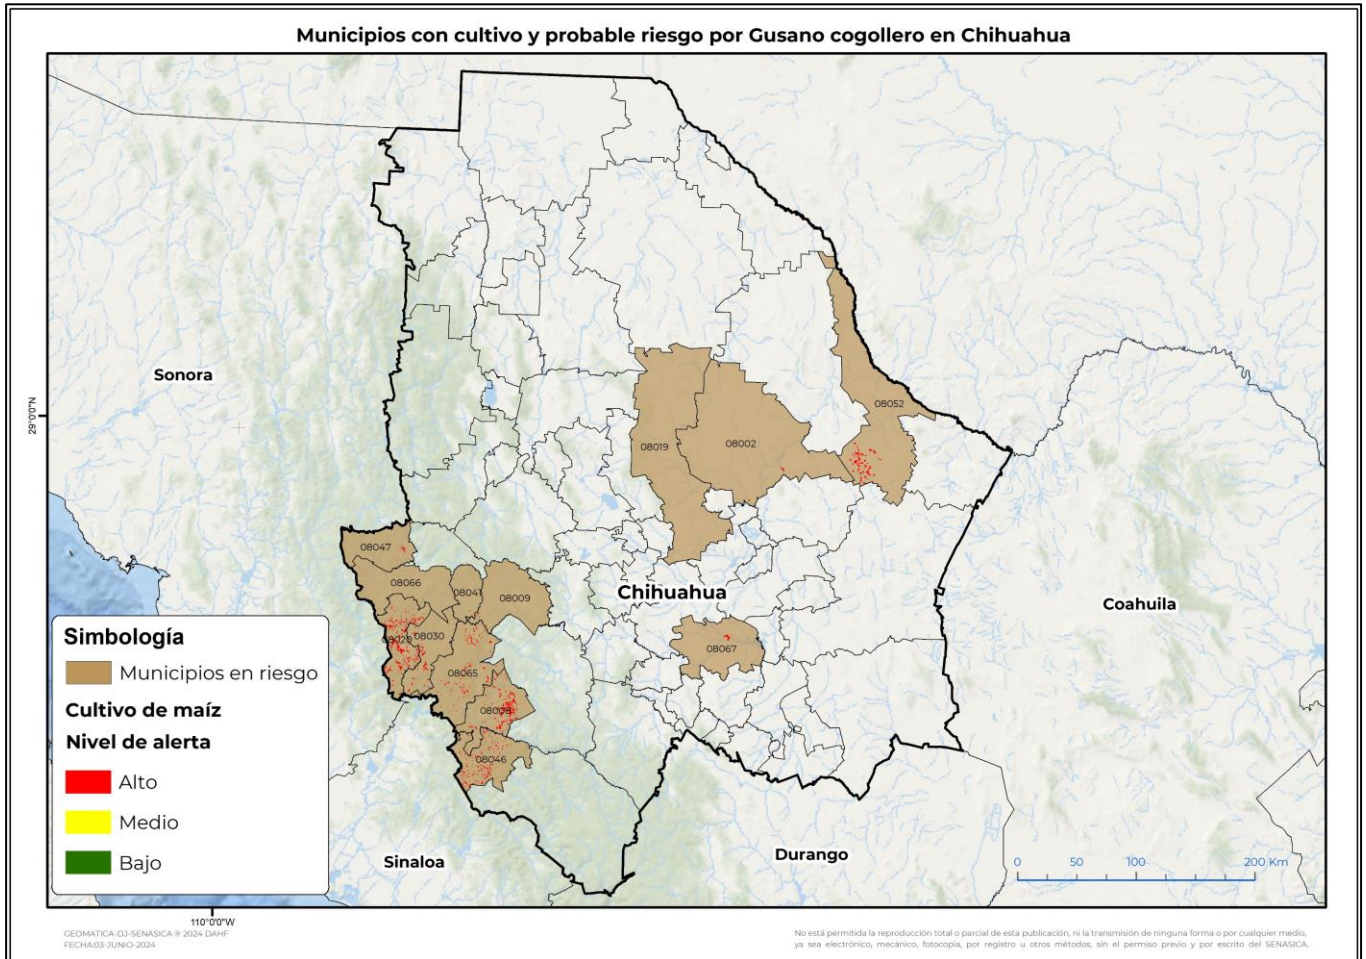 Municipios con cultivo y probable riesgo por Gusano cogollero en Chihuahua
Sonora
29°0'0"N
08052
08019
08002
08047
08066
08041
08009
Chihuahua
Coahuila
08020
08030
08067
08065
08008
08046
Simbología
Municipios en riesgo
Cultivo de maíz
Nivel de alerta
Alto
Medio
Bajo
Sinaloa
Durango
0 50 100 200 Km
110°0'0"W
GEOMATICA-DJ-SENASICA ® 2024 DAHF
FECHA:03-JUNIO-2024
No está permitida la reproducción total o parcial de esta publicación, ni la transmisión de ninguna forma o por cualquier medio,
ya sea electrónico, mecánico, fotocopia, por registro u otros métodos, sin el permiso previo y por escrito del SENASICA.